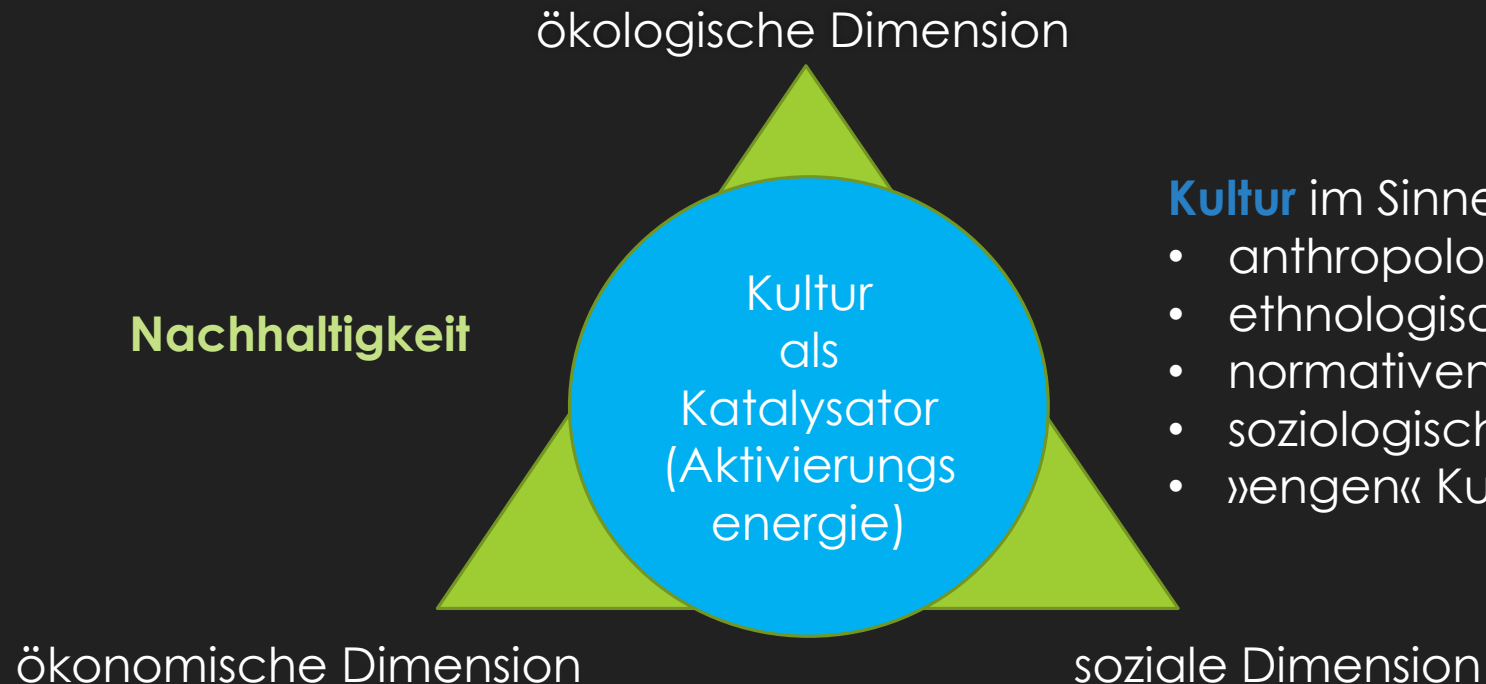 ökologische Dimension
Kultur im Sinne
• anthropolo
• ethnologisc
• normativen
• soziologisch
• »engen« Ku
Nachhaltigkeit
Kultur
als
Katalysator
(Aktivierungs
energie)
ökonomische Dimension
soziale Dimension